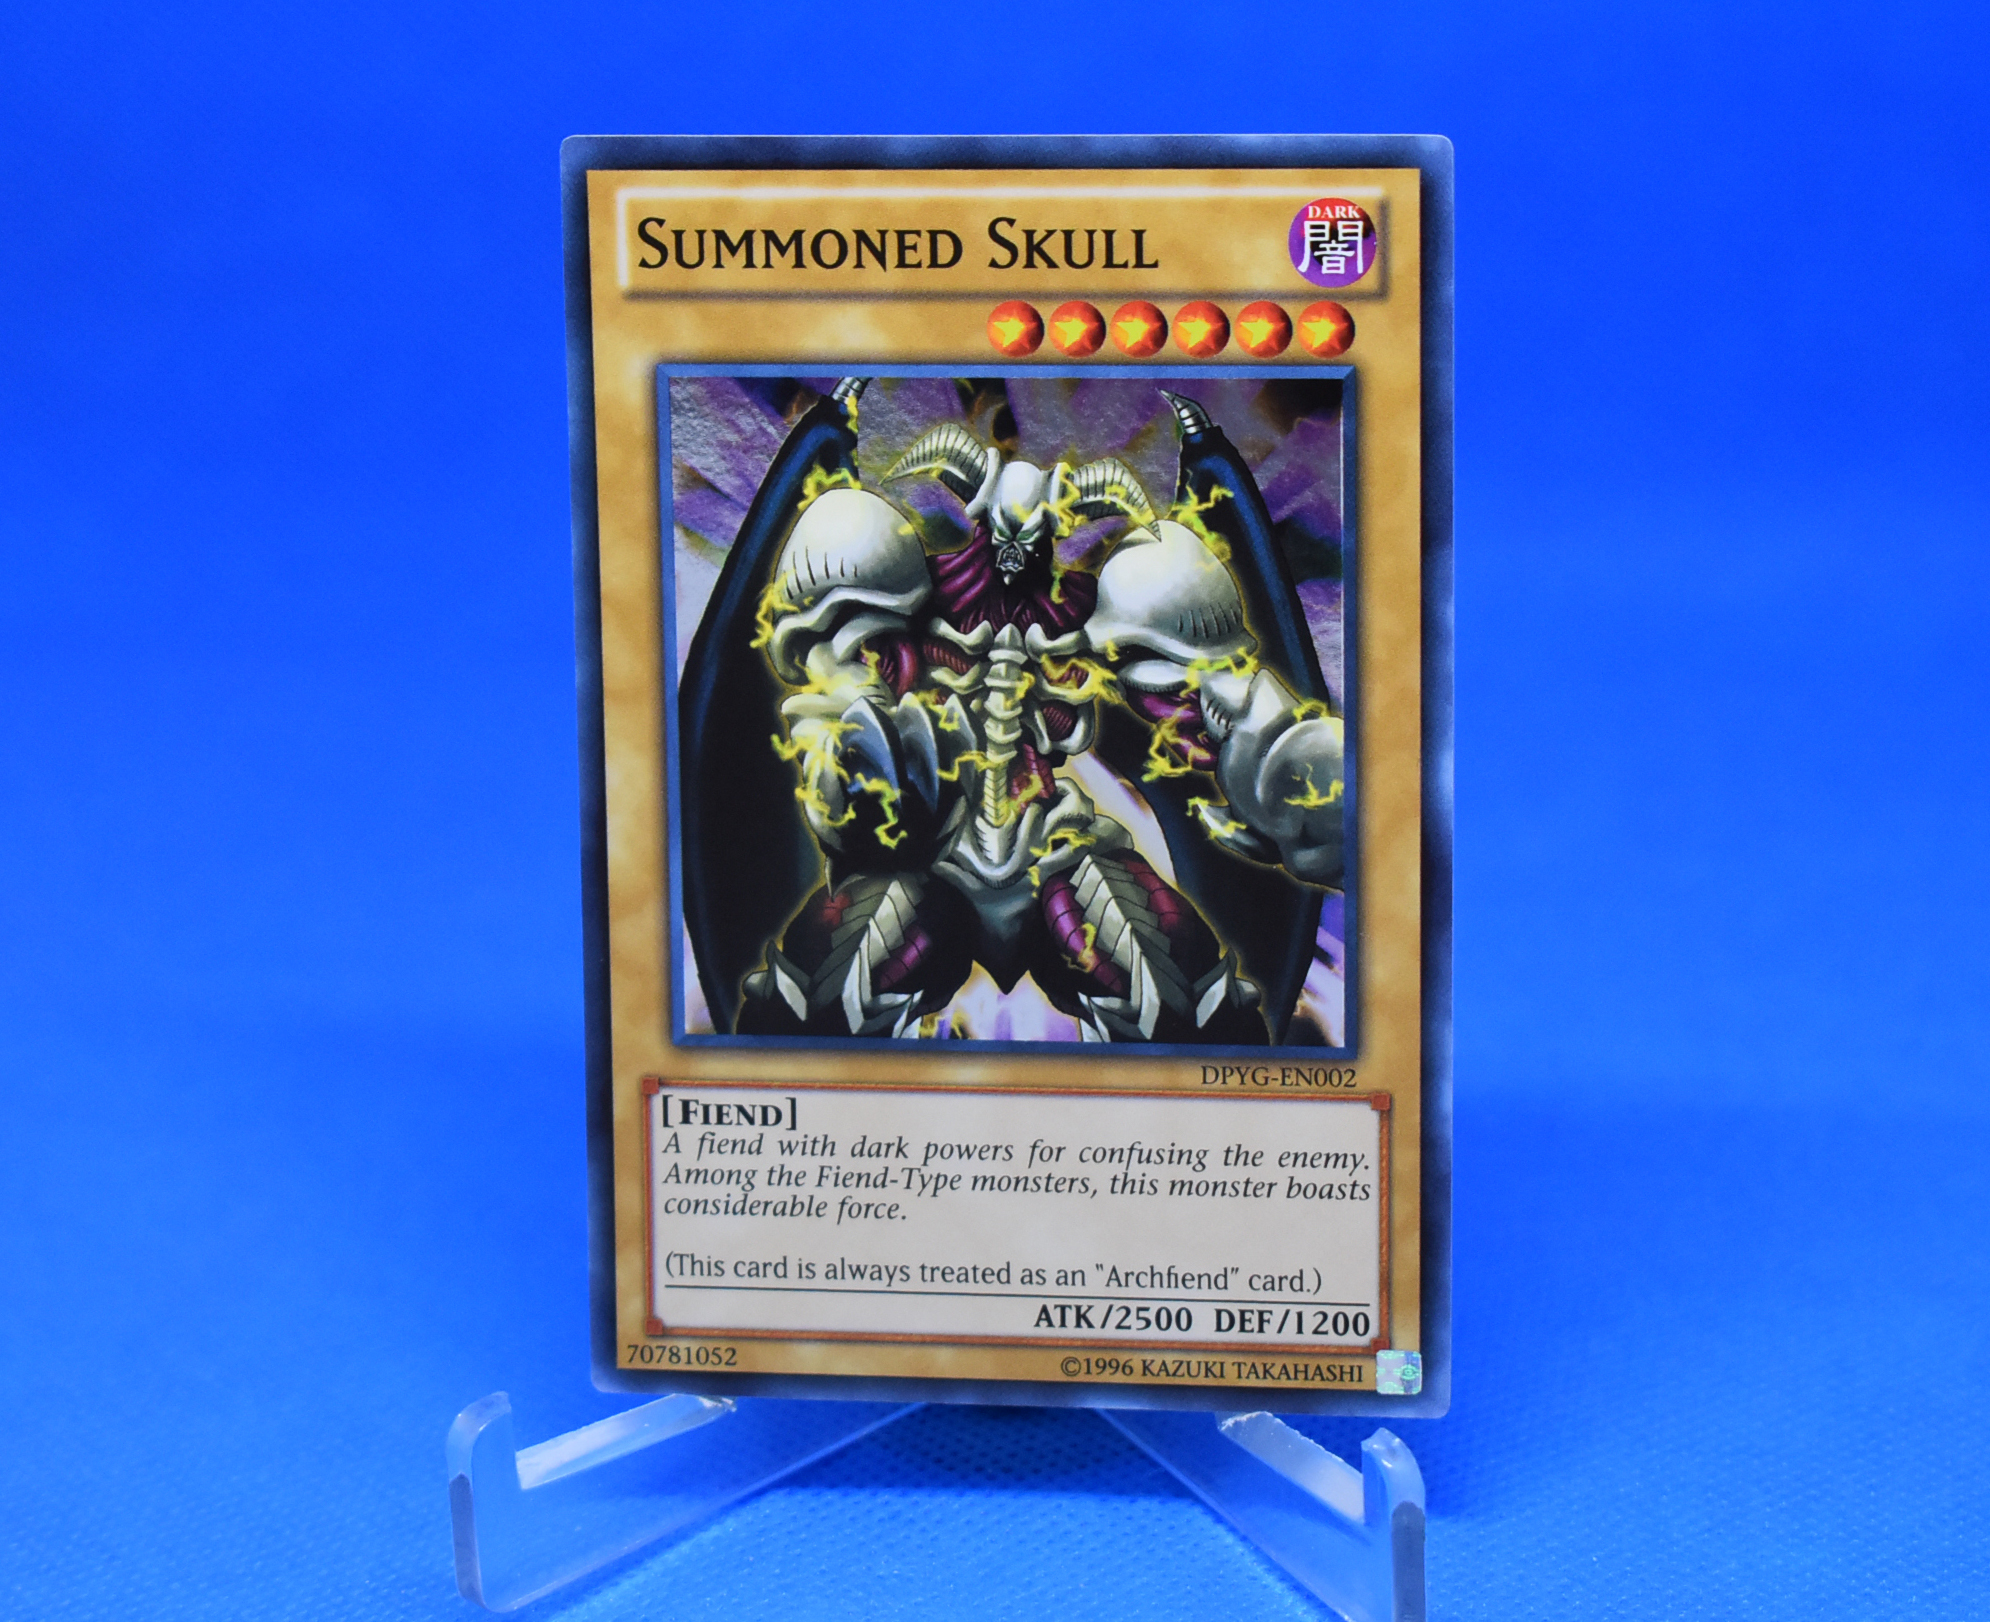 SUMMONED SKULL
DARK
闇
DPYG-EN002
[FIEND]
A fiend with dark powers for confusing the enemy.
Among the Fiend-Type monsters, this monster boasts
considerable force.
(This card is always treated as an "Archfiend" card.)
ATK/2500 DEF/1200
70781052
©1996 KAZUKI TAKAHASHI